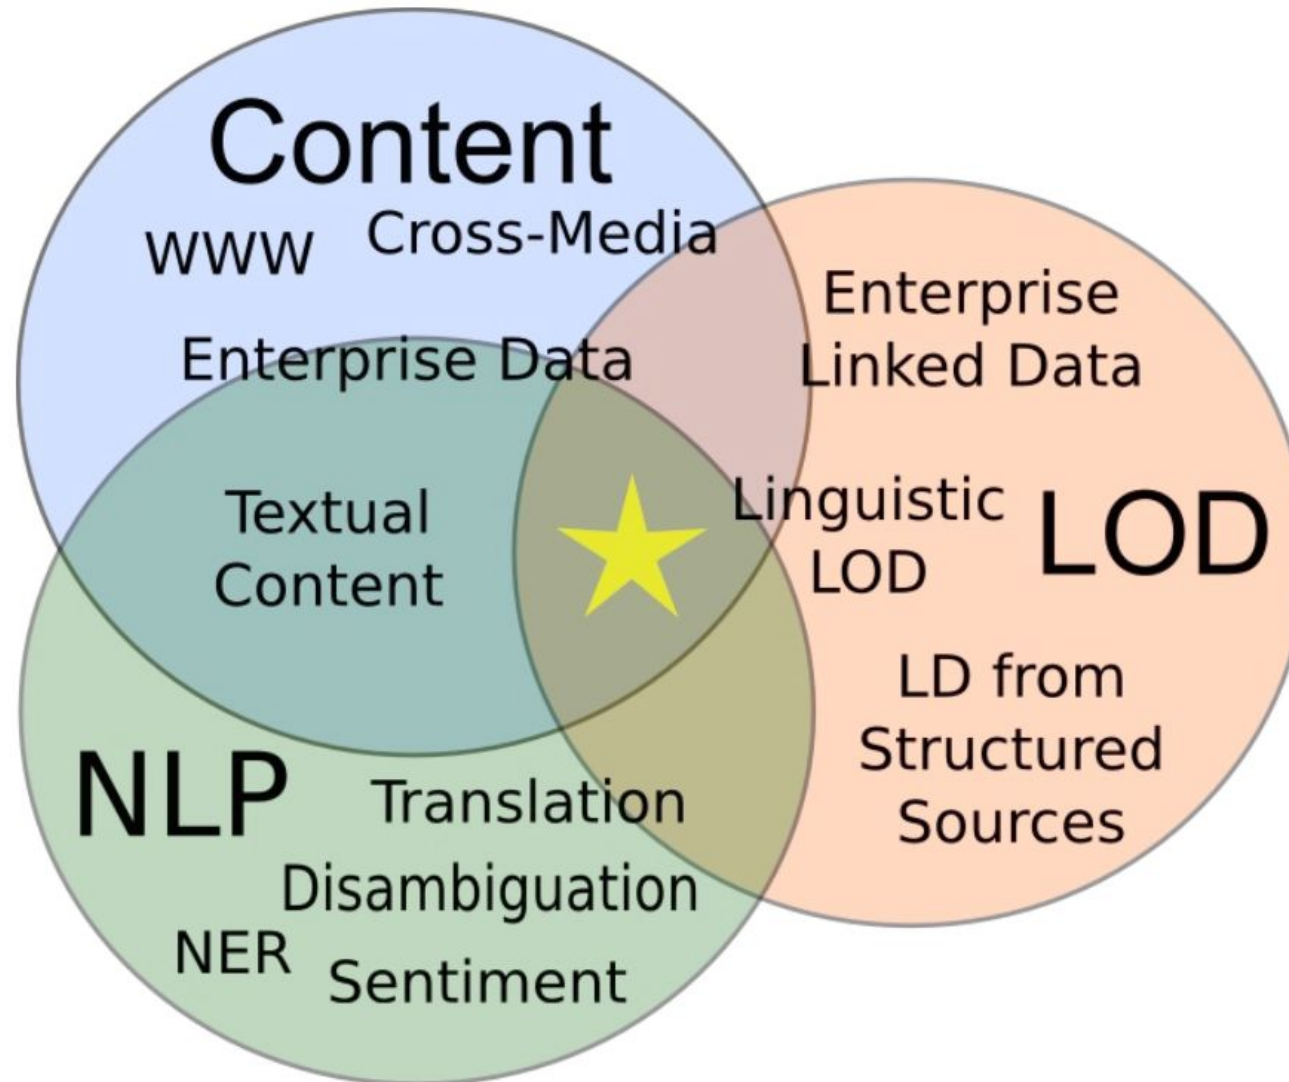 Content
WWW Cross-Media
Enterprise Data
Textual
Content
Enterprise
Linked Data
Linguistic
LOD
LOD
LD from
Structured
Sources
NLP
Translation
Disambiguation
NER
Sentiment